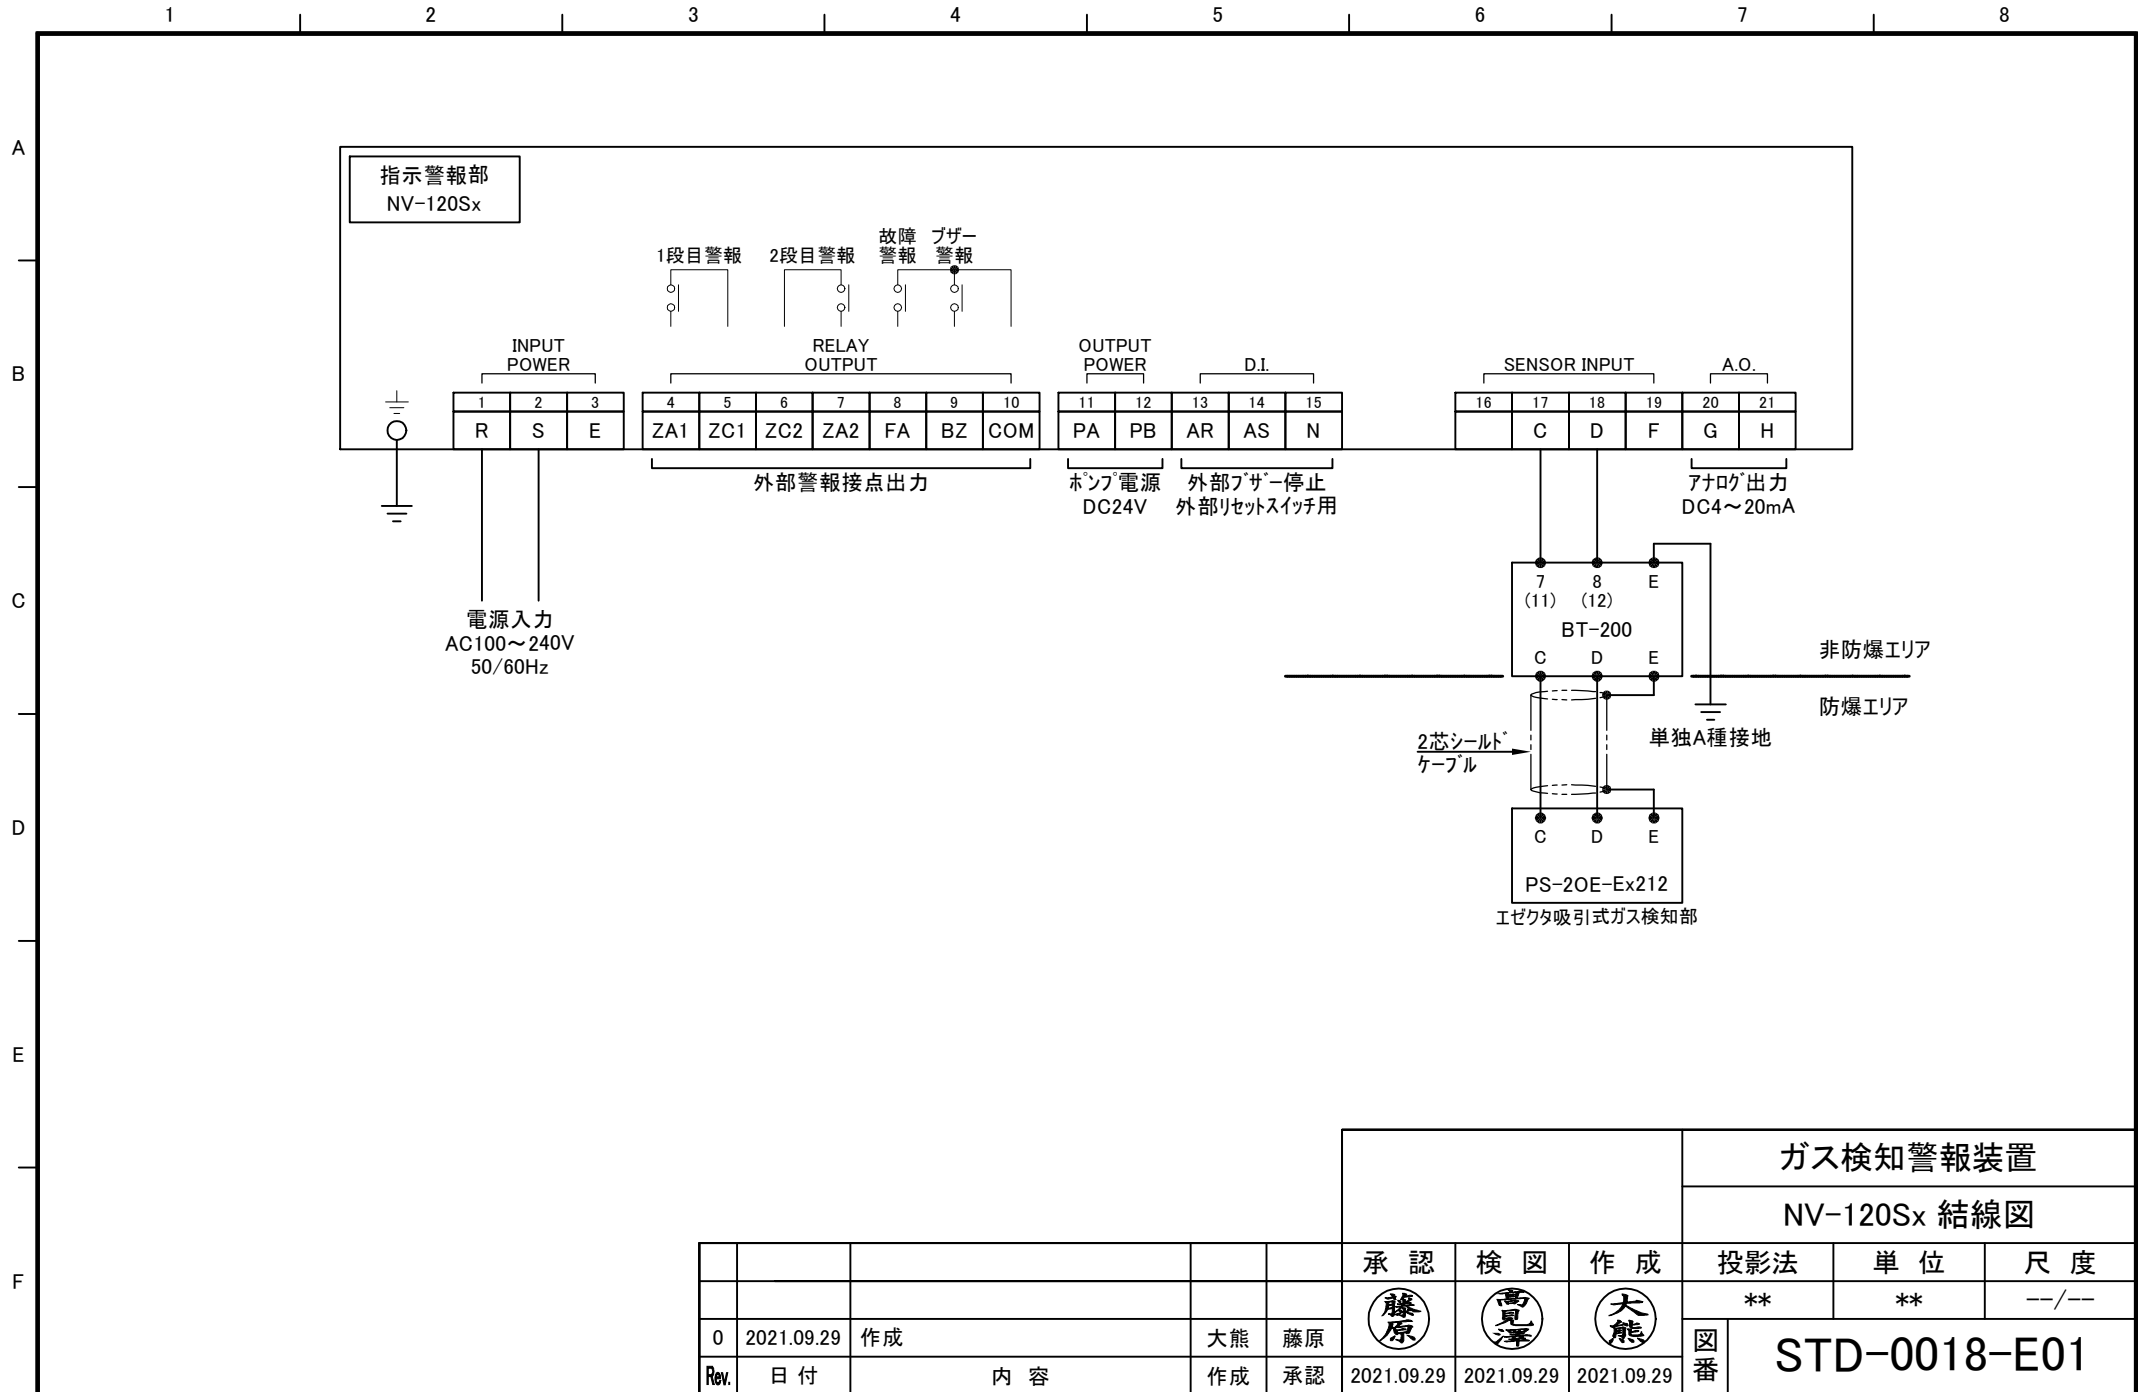 1 2 3 4 5 6 7 8
A
B
C
D
E
F
指示警報部
NV-120Sx
1段目警報
2段目警報
故障
警報
ブザー
警報
INPUT
POWER
RELAY
OUTPUT
OUTPUT
POWER
D.I.
SENSOR INPUT
A.O.
1 2 3 4 5 6 7 8 9 10 11 12 13 14 15 16 17 18 19 20 21
R S E ZA1 ZC1 ZC2 ZA2 FA BZ COM PA PB AR AS N C D F G H
外部警報接点出力
ポンプ電源
DC24V
外部ブザー停止
外部リセットスイッチ用
アナログ出力
DC4～20mA
電源入力
AC100～240V
50/60Hz
7 8 E
(11) (12)
BT-200
C D E
非防爆エリア
防爆エリア
単独A種接地
2芯シールド
ケーブル
C D E
PS-2OE-Ex212
エゼクタ吸引式ガス検知部
ガス検知警報装置
NV-120Sx 結線図
承 認 検 図 作 成 投影法 単 位 尺 度
藤原 高見澤 大熊 ** ** --/--
0 2021.09.29 作成 大熊 藤原
Rev. 日 付 内 容 作成 承認 2021.09.29 2021.09.29 2021.09.29
図番 STD-0018-E01